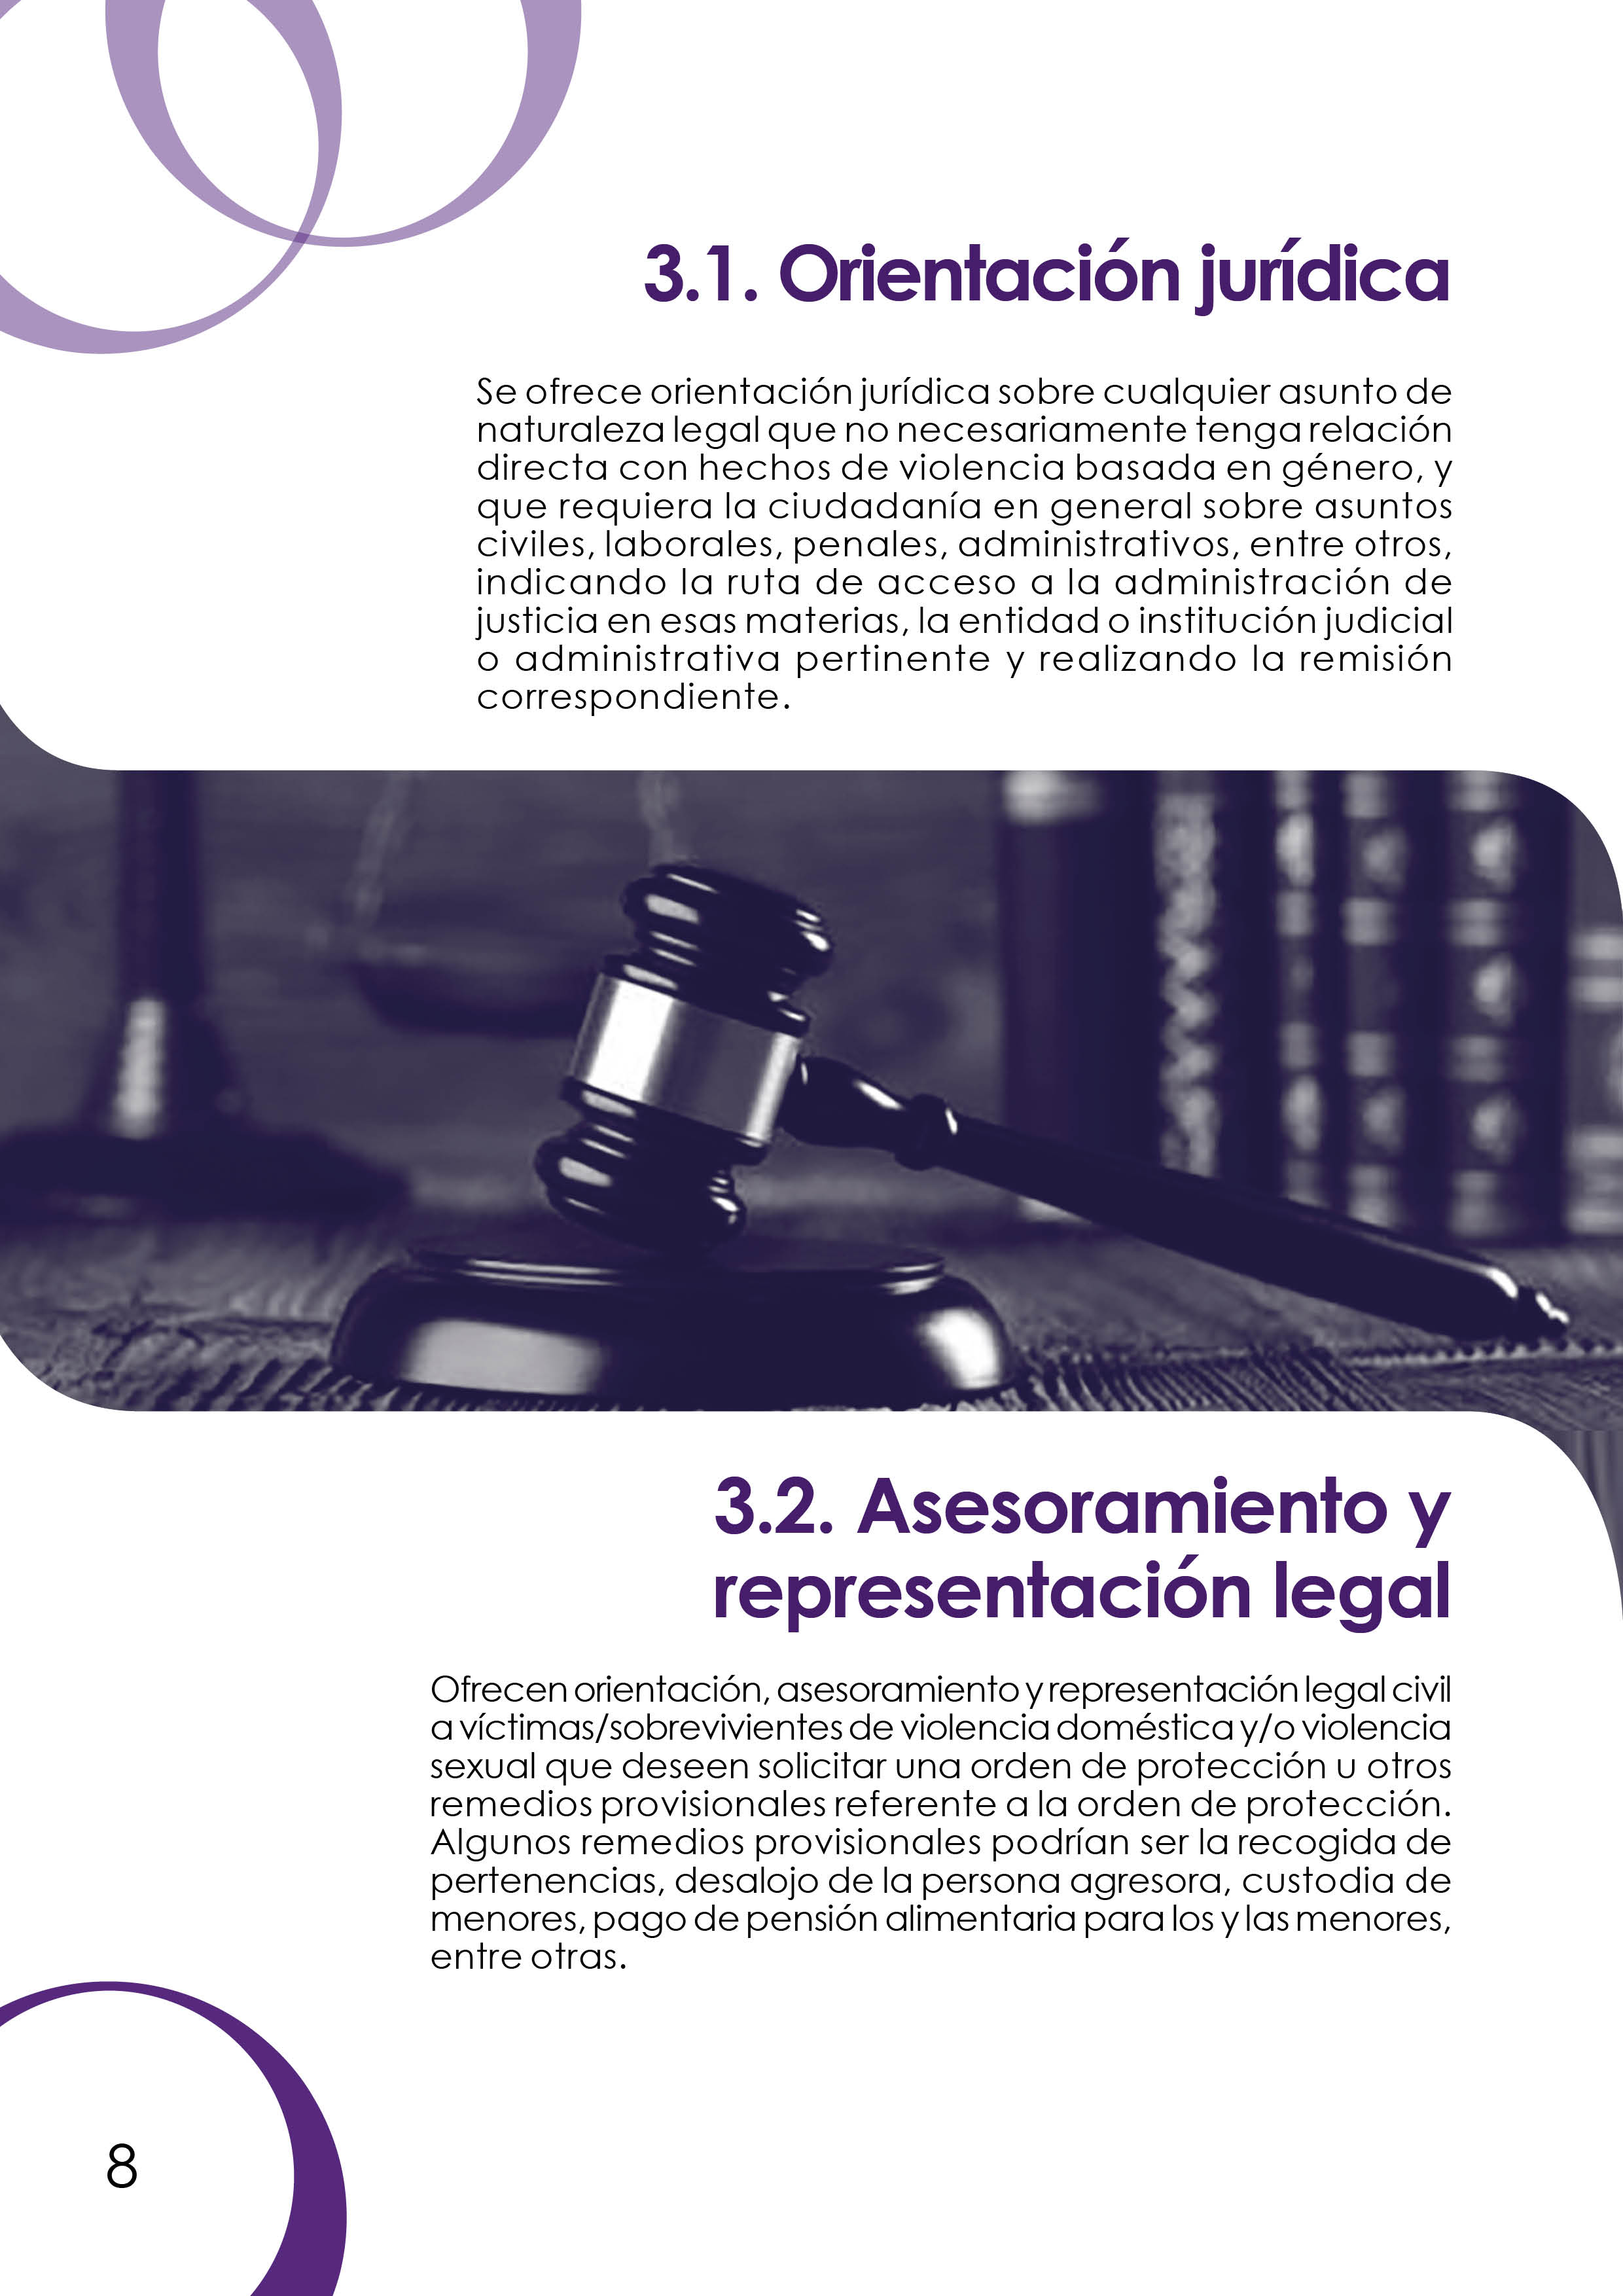 3.1. Orientación jurídica
Se ofrece orientación jurídica sobre cualquier asunto de
naturaleza legal que no necesariamente tenga relación
directa con hechos de violencia basada en género, y
que requiera la ciudadanía en general sobre asuntos
civiles, laborales, penales, administrativos, entre otros,
indicando la ruta de acceso a la administración de
justicia en esas materias, la entidad o institución judicial
o administrativa pertinente y realizando la remisión
correspondiente.
3.2. Asesoramiento y
representación legal
Ofrecen orientación, asesoramiento y representación legal civil
a víctimas/sobrevivientes de violencia doméstica y/o violencia
sexual que deseen solicitar una orden de protección u otros
remedios provisionales referente a la orden de protección.
Algunos remedios provisionales podrían ser la recogida de
pertenencias, desalojo de la persona agresora, custodia de
menores, pago de pensión alimentaria para los y las menores,
entre otras.
8